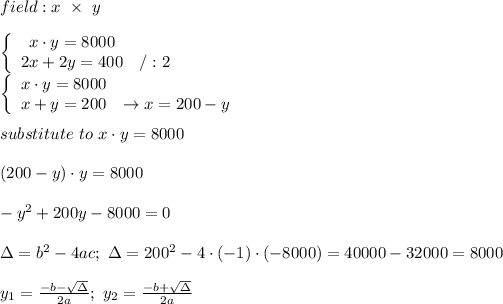 field : x × y
x · y = 8000
2x + 2y = 400 / : 2
x · y = 8000
x + y = 200 → x = 200 − y
substitute to x · y = 8000
(200 − y) · y = 8000
− y² + 200y − 8000 = 0
Δ = b² − 4ac; Δ = 200² − 4 · (−1) · (−8000) = 40000 − 32000 = 8000
y₁ = (−b−√Δ)/(2a); y₂ = (−b+√Δ)/(2a)